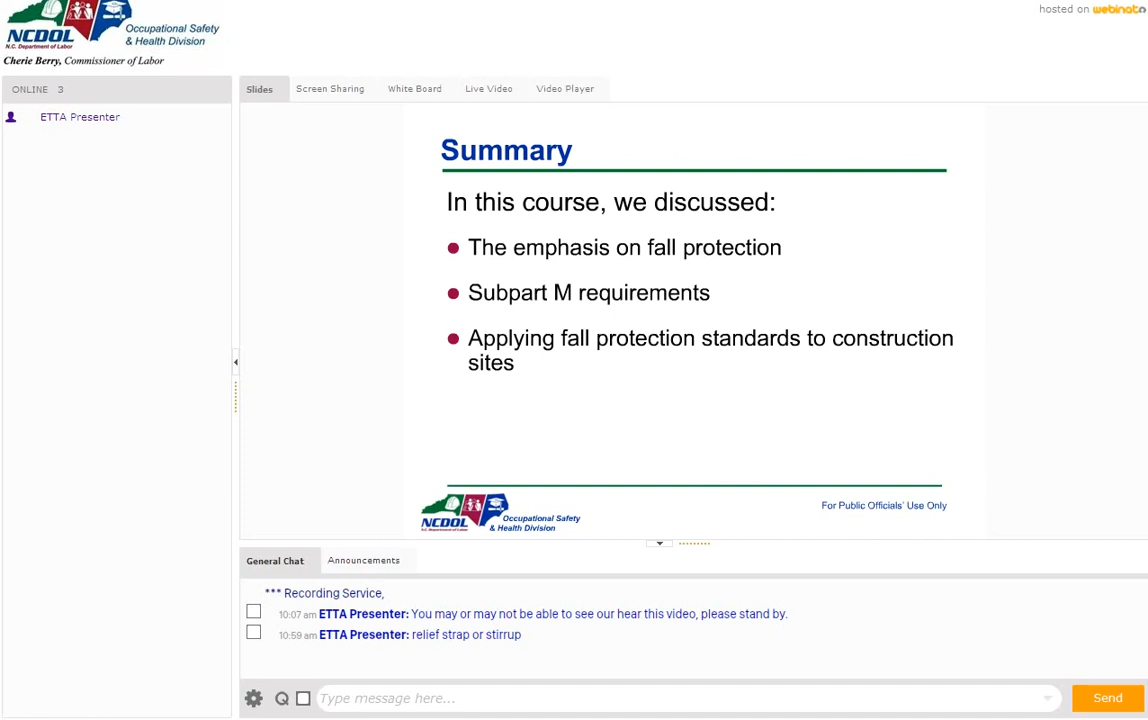 NCDOL
N.C. Department of Labor
Occupational Safety
& Health Division
Cherie Berry, Commissioner of Labor
hosted on webinato
ONLINE 3
ETTA Presenter
Slides Screen Sharing White Board Live Video Video Player
Summary
In this course, we discussed:
The emphasis on fall protection
Subpart M requirements
Applying fall protection standards to construction
sites
NCDOL
N.C. Department of Labor
Occupational Safety
& Health Division
For Public Officials' Use Only
General Chat Announcements
*** Recording Service,
10:07 am ETTA Presenter: You may or may not be able to see our hear this video, please stand by.
10:59 am ETTA Presenter: relief strap or stirrup
Q Type message here... Send